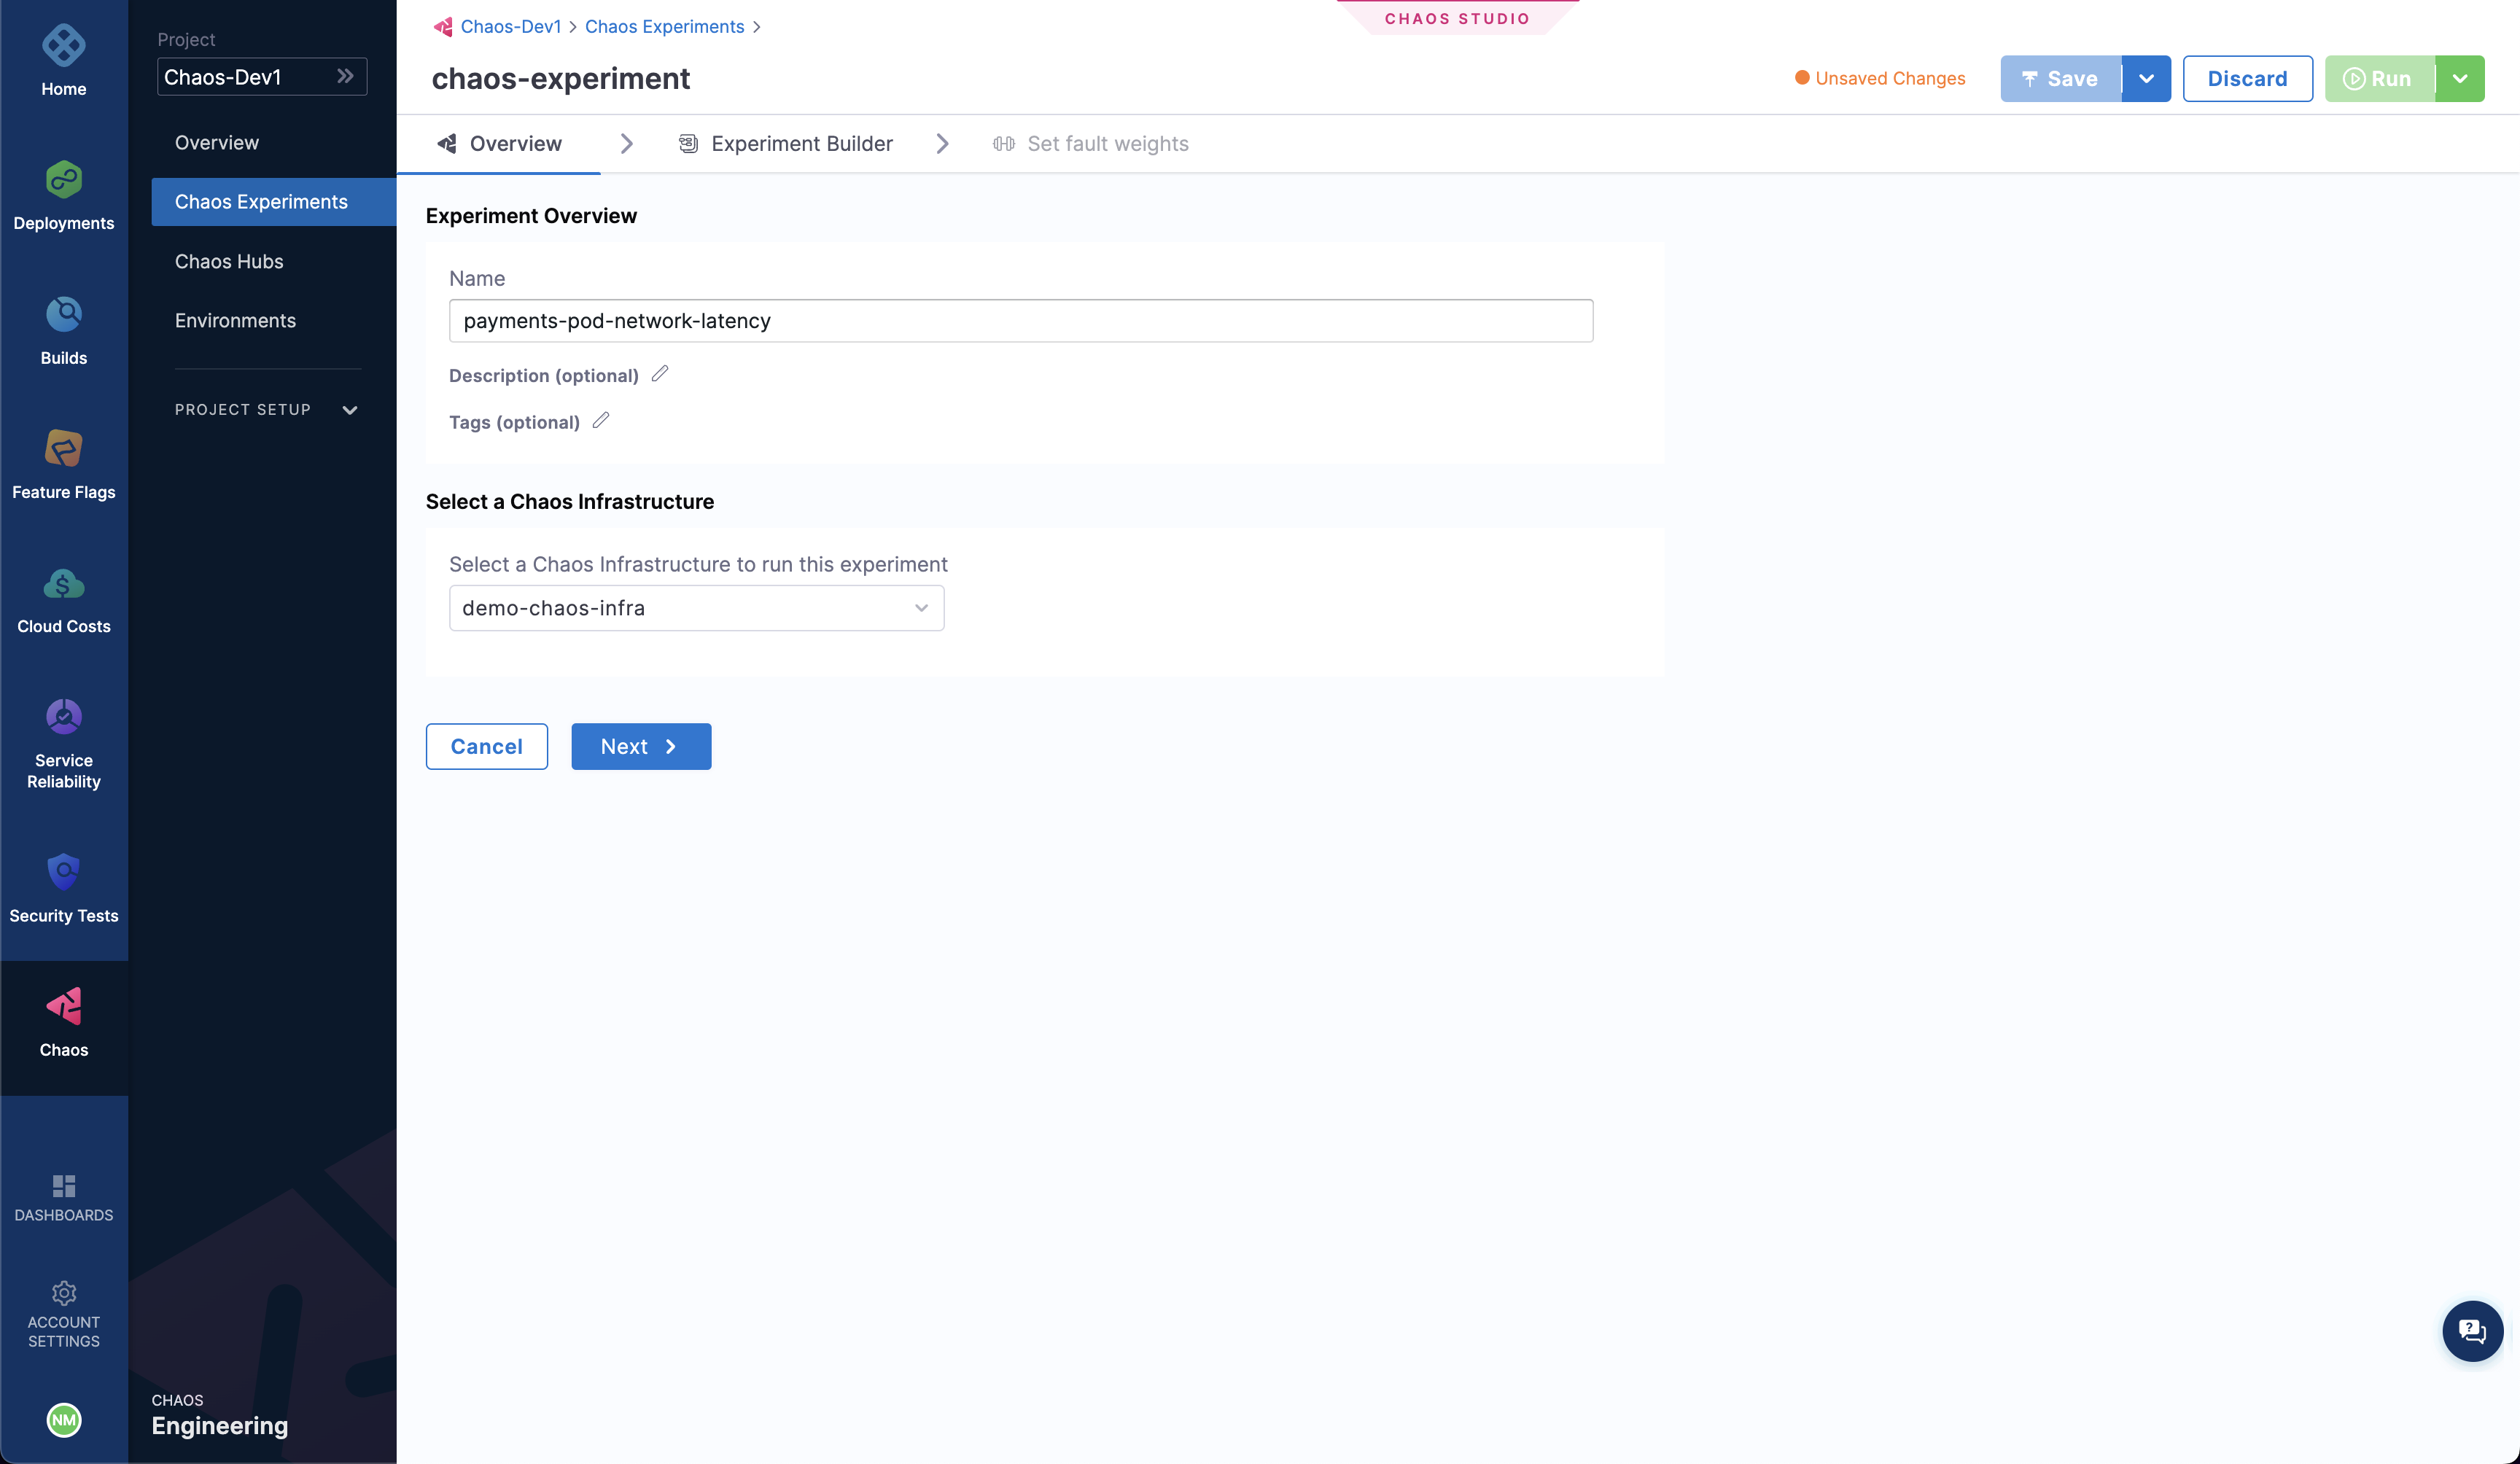 Home
Deployments
Builds
Feature Flags
Cloud Costs
Service
Reliability
Security Tests
Chaos
DASHBOARDS
ACCOUNT
SETTINGS
NM
Project
Chaos-Dev1
Overview
Chaos Experiments
Chaos Hubs
Environments
PROJECT SETUP
CHAOS
Engineering
Chaos-Dev1 > Chaos Experiments >
CHAOS STUDIO
chaos-experiment
Unsaved Changes
Save
Discard
Run
Overview
Experiment Builder
Set fault weights
Experiment Overview
Name
payments-pod-network-latency
Description (optional)
Tags (optional)
Select a Chaos Infrastructure
Select a Chaos Infrastructure to run this experiment
demo-chaos-infra
Cancel
Next